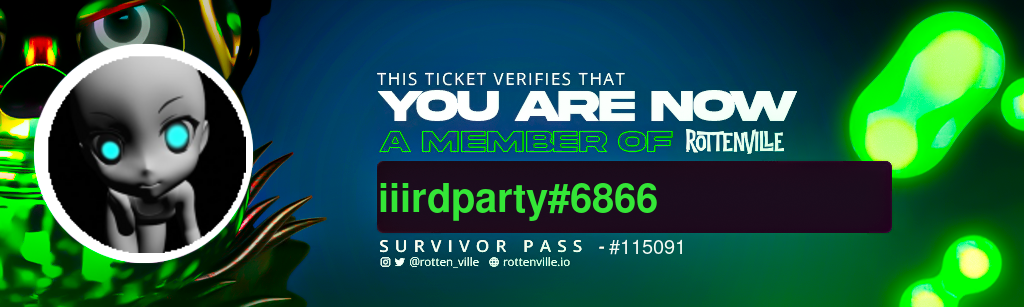 THIS TICKET VERIFIES THAT
YOU ARE NOW
A MEMBER OF ROTTENVILLE
iiirdparty#6866
SURVIVOR PASS - #115091
@rotten_ville rottenville.io